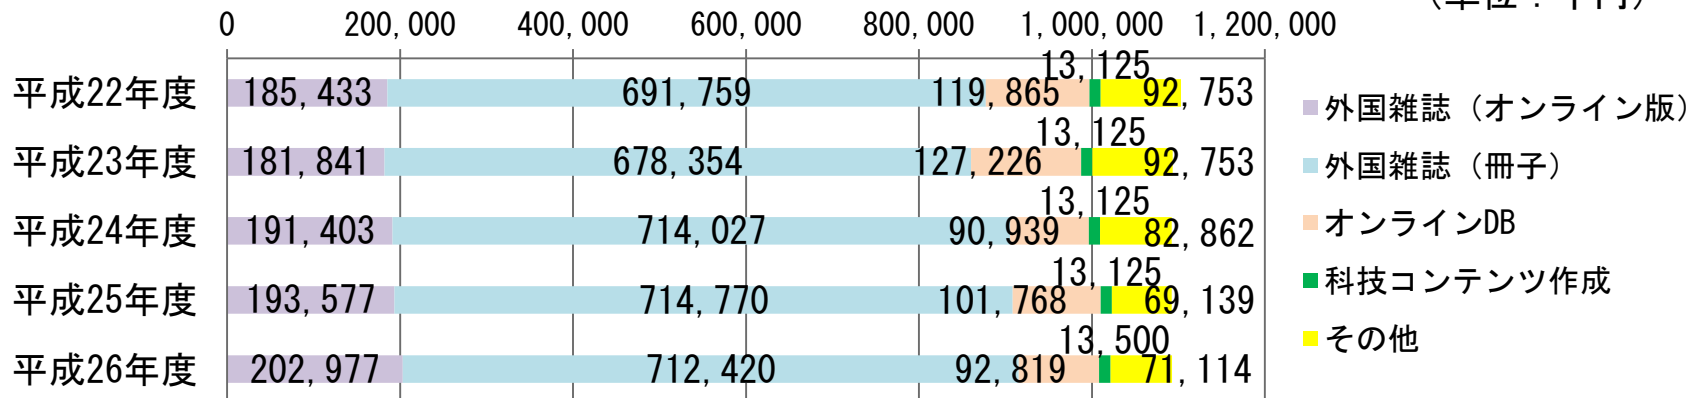 （単位：千円）
0 200,000 400,000 600,000 800,000 1,000,000 1,200,000
平成22年度 185,433 691,759 119,865 13,125 92,753
平成23年度 181,841 678,354 127,226 13,125 92,753
平成24年度 191,403 714,027 90,939 13,125 82,862
平成25年度 193,577 714,770 101,768 13,125 69,139
平成26年度 202,977 712,420 92,819 13,500 71,114
外国雑誌（オンライン版）
外国雑誌（冊子）
オンラインDB
科技コンテンツ作成
その他